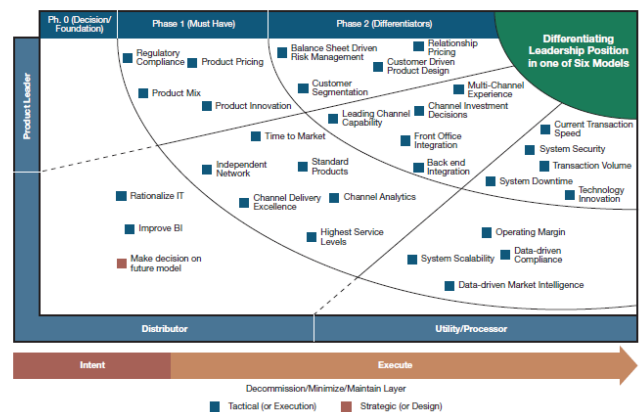 Ph. 0 (Decision/
Foundation)
Phase 1 (Must Have)
Phase 2 (Differentiators)
Differentiating
Leadership Position
in one of Six Models
Product Leader
Regulatory
Compliance
Product Pricing
Product Mix
Product Innovation
Balance Sheet Driven
Risk Management
Relationship
Pricing
Customer Driven
Product Design
Customer
Segmentation
Multi-Channel
Experience
Leading Channel
Capability
Channel Investment
Decisions
Time to Market
Front Office
Integration
Current Transaction
Speed
System Security
Independent
Network
Standard
Products
Back end
Integration
Transaction Volume
System Downtime
Technology
Innovation
Rationalize IT
Channel Delivery
Excellence
Channel Analytics
Improve BI
Highest Service
Levels
Operating Margin
Make decision on
future model
System Scalability
Data-driven
Compliance
Data-driven Market Intelligence
Distributor
Utility/Processor
Intent
Execute
Decommission/Minimize/Maintain Layer
Tactical (or Execution)
Strategic (or Design)